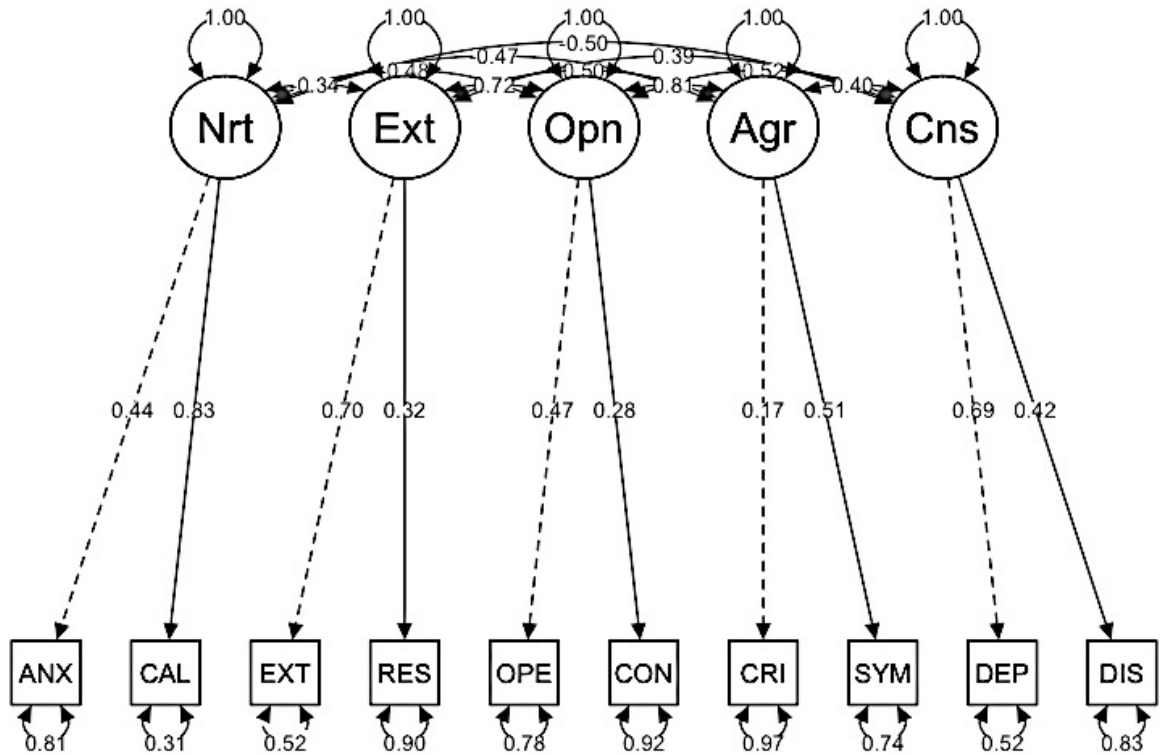 1.00 1.00 1.00 1.00 1.00
-0.50
-0.47 0.39
-0.48 0.50 0.52
-0.34 0.72 0.81 0.40
Nrt Ext Opn Agr Cns
0.44 0.83 0.70 0.32 0.47 0.28 0.17 0.51 0.69 0.42
ANX CAL EXT RES OPE CON CRI SYM DEP DIS
0.81 0.31 0.52 0.90 0.78 0.92 0.97 0.74 0.52 0.83